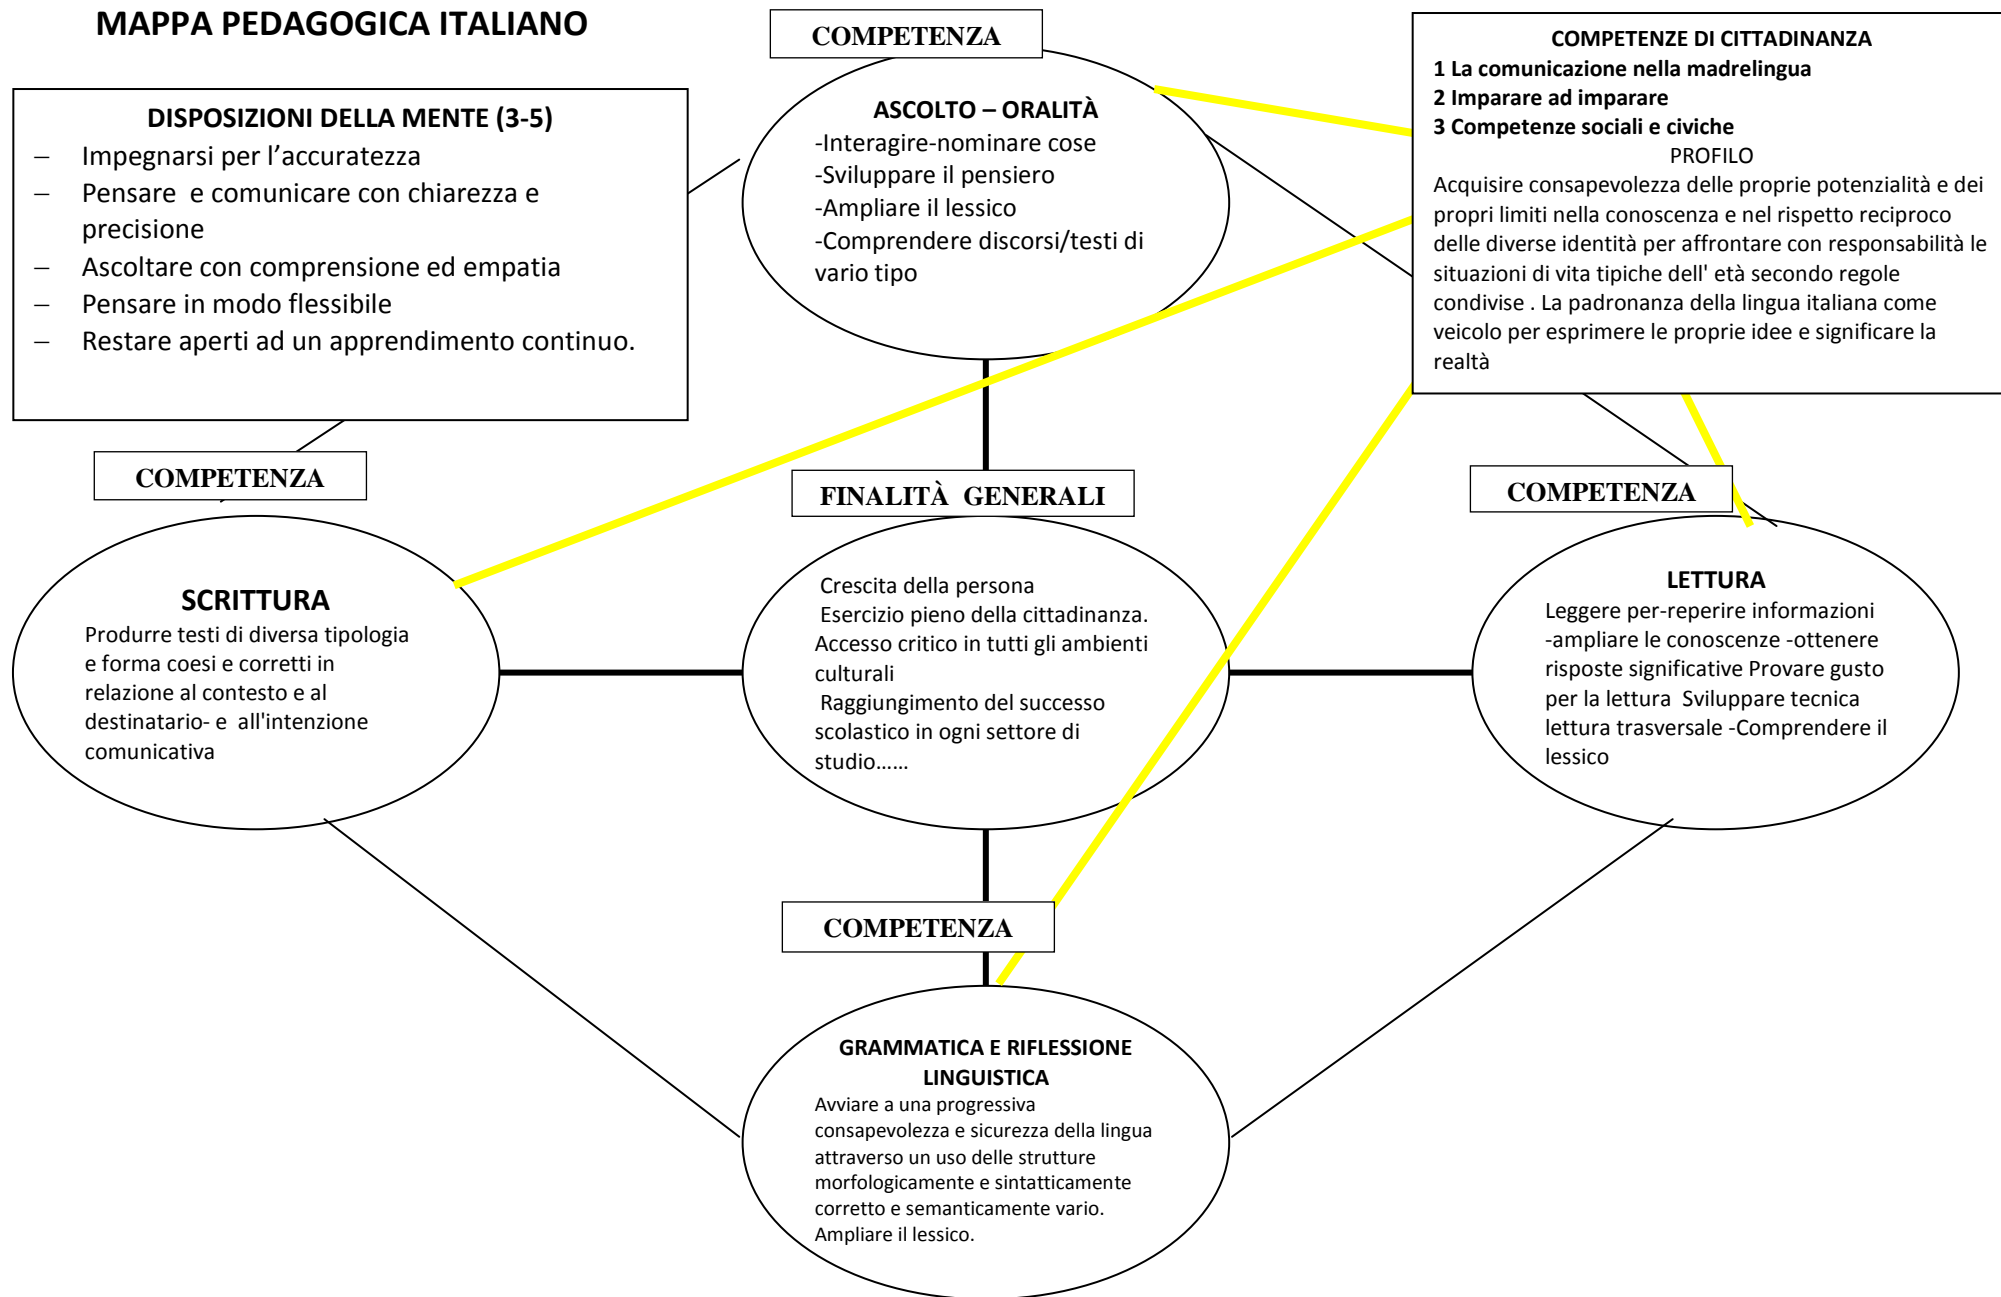 MAPPA PEDAGOGICA ITALIANO
DISPOSIZIONI DELLA MENTE (3-5)
– Impegnarsi per l’accuratezza
– Pensare e comunicare con chiarezza e
precisione
– Ascoltare con comprensione ed empatia
– Pensare in modo flessibile
– Restare aperti ad un apprendimento continuo.
COMPETENZA
ASCOLTO – ORALITÀ
-Interagire-nominare cose
-Sviluppare il pensiero
-Ampliare il lessico
-Comprendere discorsi/testi di
vario tipo
COMPETENZE DI CITTADINANZA
1 La comunicazione nella madrelingua
2 Imparare ad imparare
3 Competenze sociali e civiche
PROFILO
Acquisire consapevolezza delle proprie potenzialità e dei
propri limiti nella conoscenza e nel rispetto reciproco
delle diverse identità per affrontare con responsabilità le
situazioni di vita tipiche dell' età secondo regole
condivise . La padronanza della lingua italiana come
veicolo per esprimere le proprie idee e significare la
realtà
COMPETENZA
SCRITTURA
Produrre testi di diversa tipologia
e forma coesi e corretti in
relazione al contesto e al
destinatario- e all'intenzione
comunicativa
FINALITÀ GENERALI
Crescita della persona
Esercizio pieno della cittadinanza.
Accesso critico in tutti gli ambienti
culturali
Raggiungimento del successo
scolastico in ogni settore di
studio……
COMPETENZA
LETTURA
Leggere per-reperire informazioni
-ampliare le conoscenze -ottenere
risposte significative Provare gusto
per la lettura Sviluppare tecnica
lettura trasversale -Comprendere il
lessico
COMPETENZA
GRAMMATICA E RIFLESSIONE
LINGUISTICA
Avviare a una progressiva
consapevolezza e sicurezza della lingua
attraverso un uso delle strutture
morfologicamente e sintatticamente
corretto e semanticamente vario.
Ampliare il lessico.